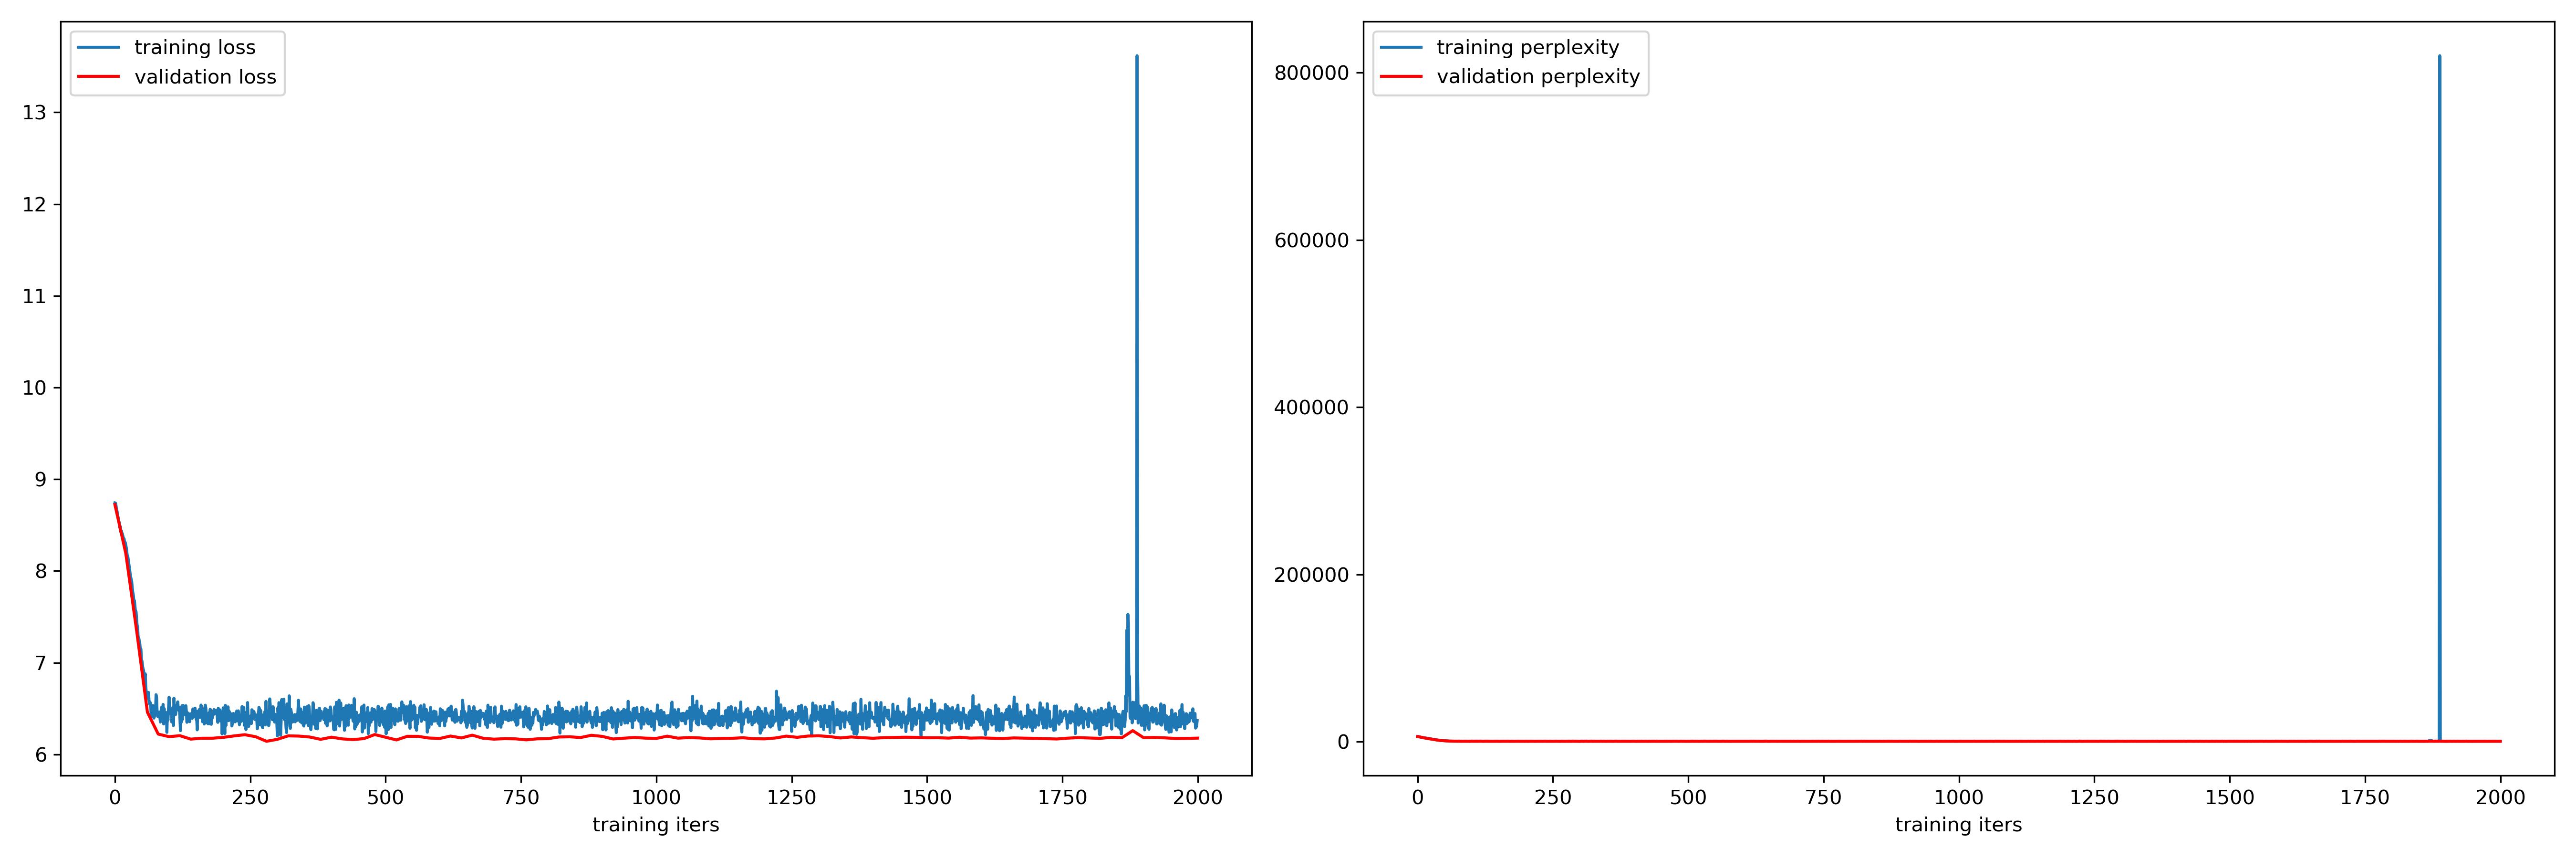 training loss
validation loss
13
12
11
10
9
8
7
6
0 250 500 750 1000 1250 1500 1750 2000
training iters
training perplexity
validation perplexity
800000
600000
400000
200000
0
0 250 500 750 1000 1250 1500 1750 2000
training iters